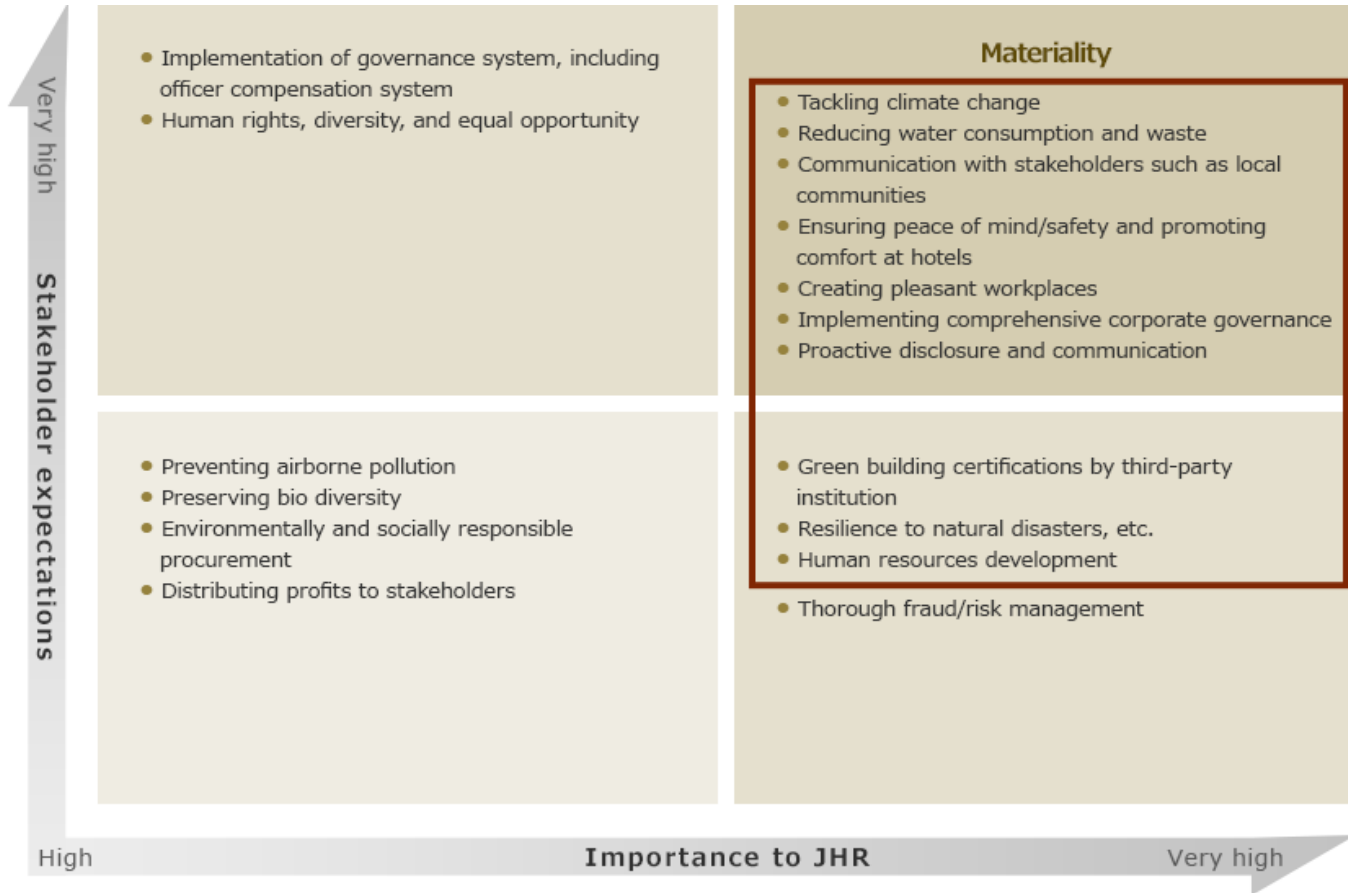 Very high
Stakeholder expectations
• Implementation of governance system, including
officer compensation system
• Human rights, diversity, and equal opportunity
Materiality
• Tackling climate change
• Reducing water consumption and waste
• Communication with stakeholders such as local
communities
• Ensuring peace of mind/safety and promoting
comfort at hotels
• Creating pleasant workplaces
• Implementing comprehensive corporate governance
• Proactive disclosure and communication
• Preventing airborne pollution
• Preserving bio diversity
• Environmentally and socially responsible
procurement
• Distributing profits to stakeholders
• Green building certifications by third-party
institution
• Resilience to natural disasters, etc.
• Human resources development
• Thorough fraud/risk management
High
Importance to JHR
Very high